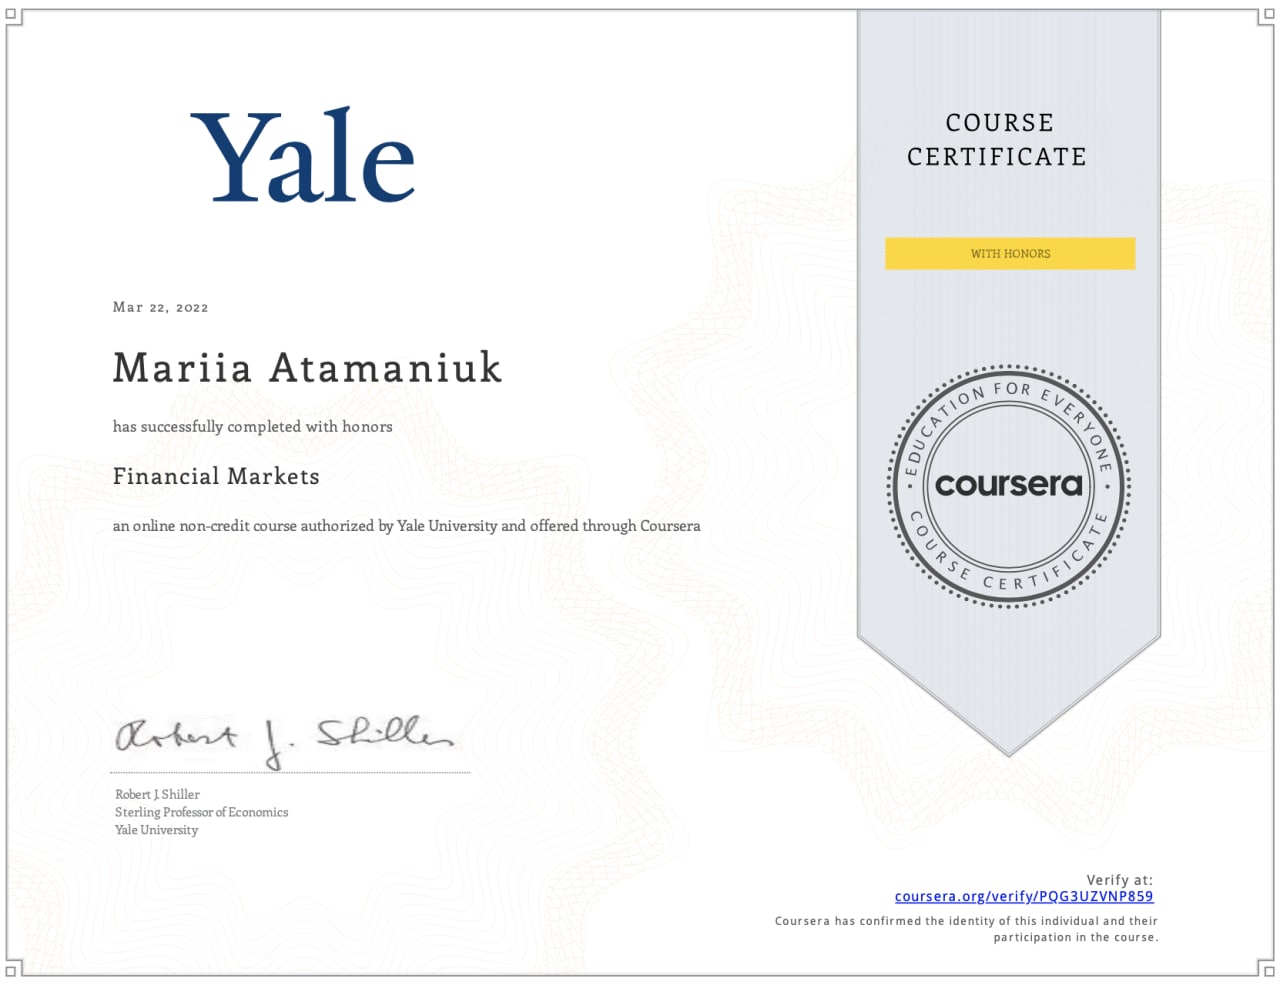 Yale
Mar 22, 2022
Mariia Atamaniuk
has successfully completed with honors
Financial Markets
an online non-credit course authorized by Yale University and offered through Coursera
Robert J. Shiller
Robert J. Shiller
Sterling Professor of Economics
Yale University
COURSE
CERTIFICATE
WITH HONORS
EDUCATION FOR EVERYONE
coursera
COURSE CERTIFICATE
Verify at:
coursera.org/verify/PQG3UZVNP859
Coursera has confirmed the identity of this individual and their
participation in the course.